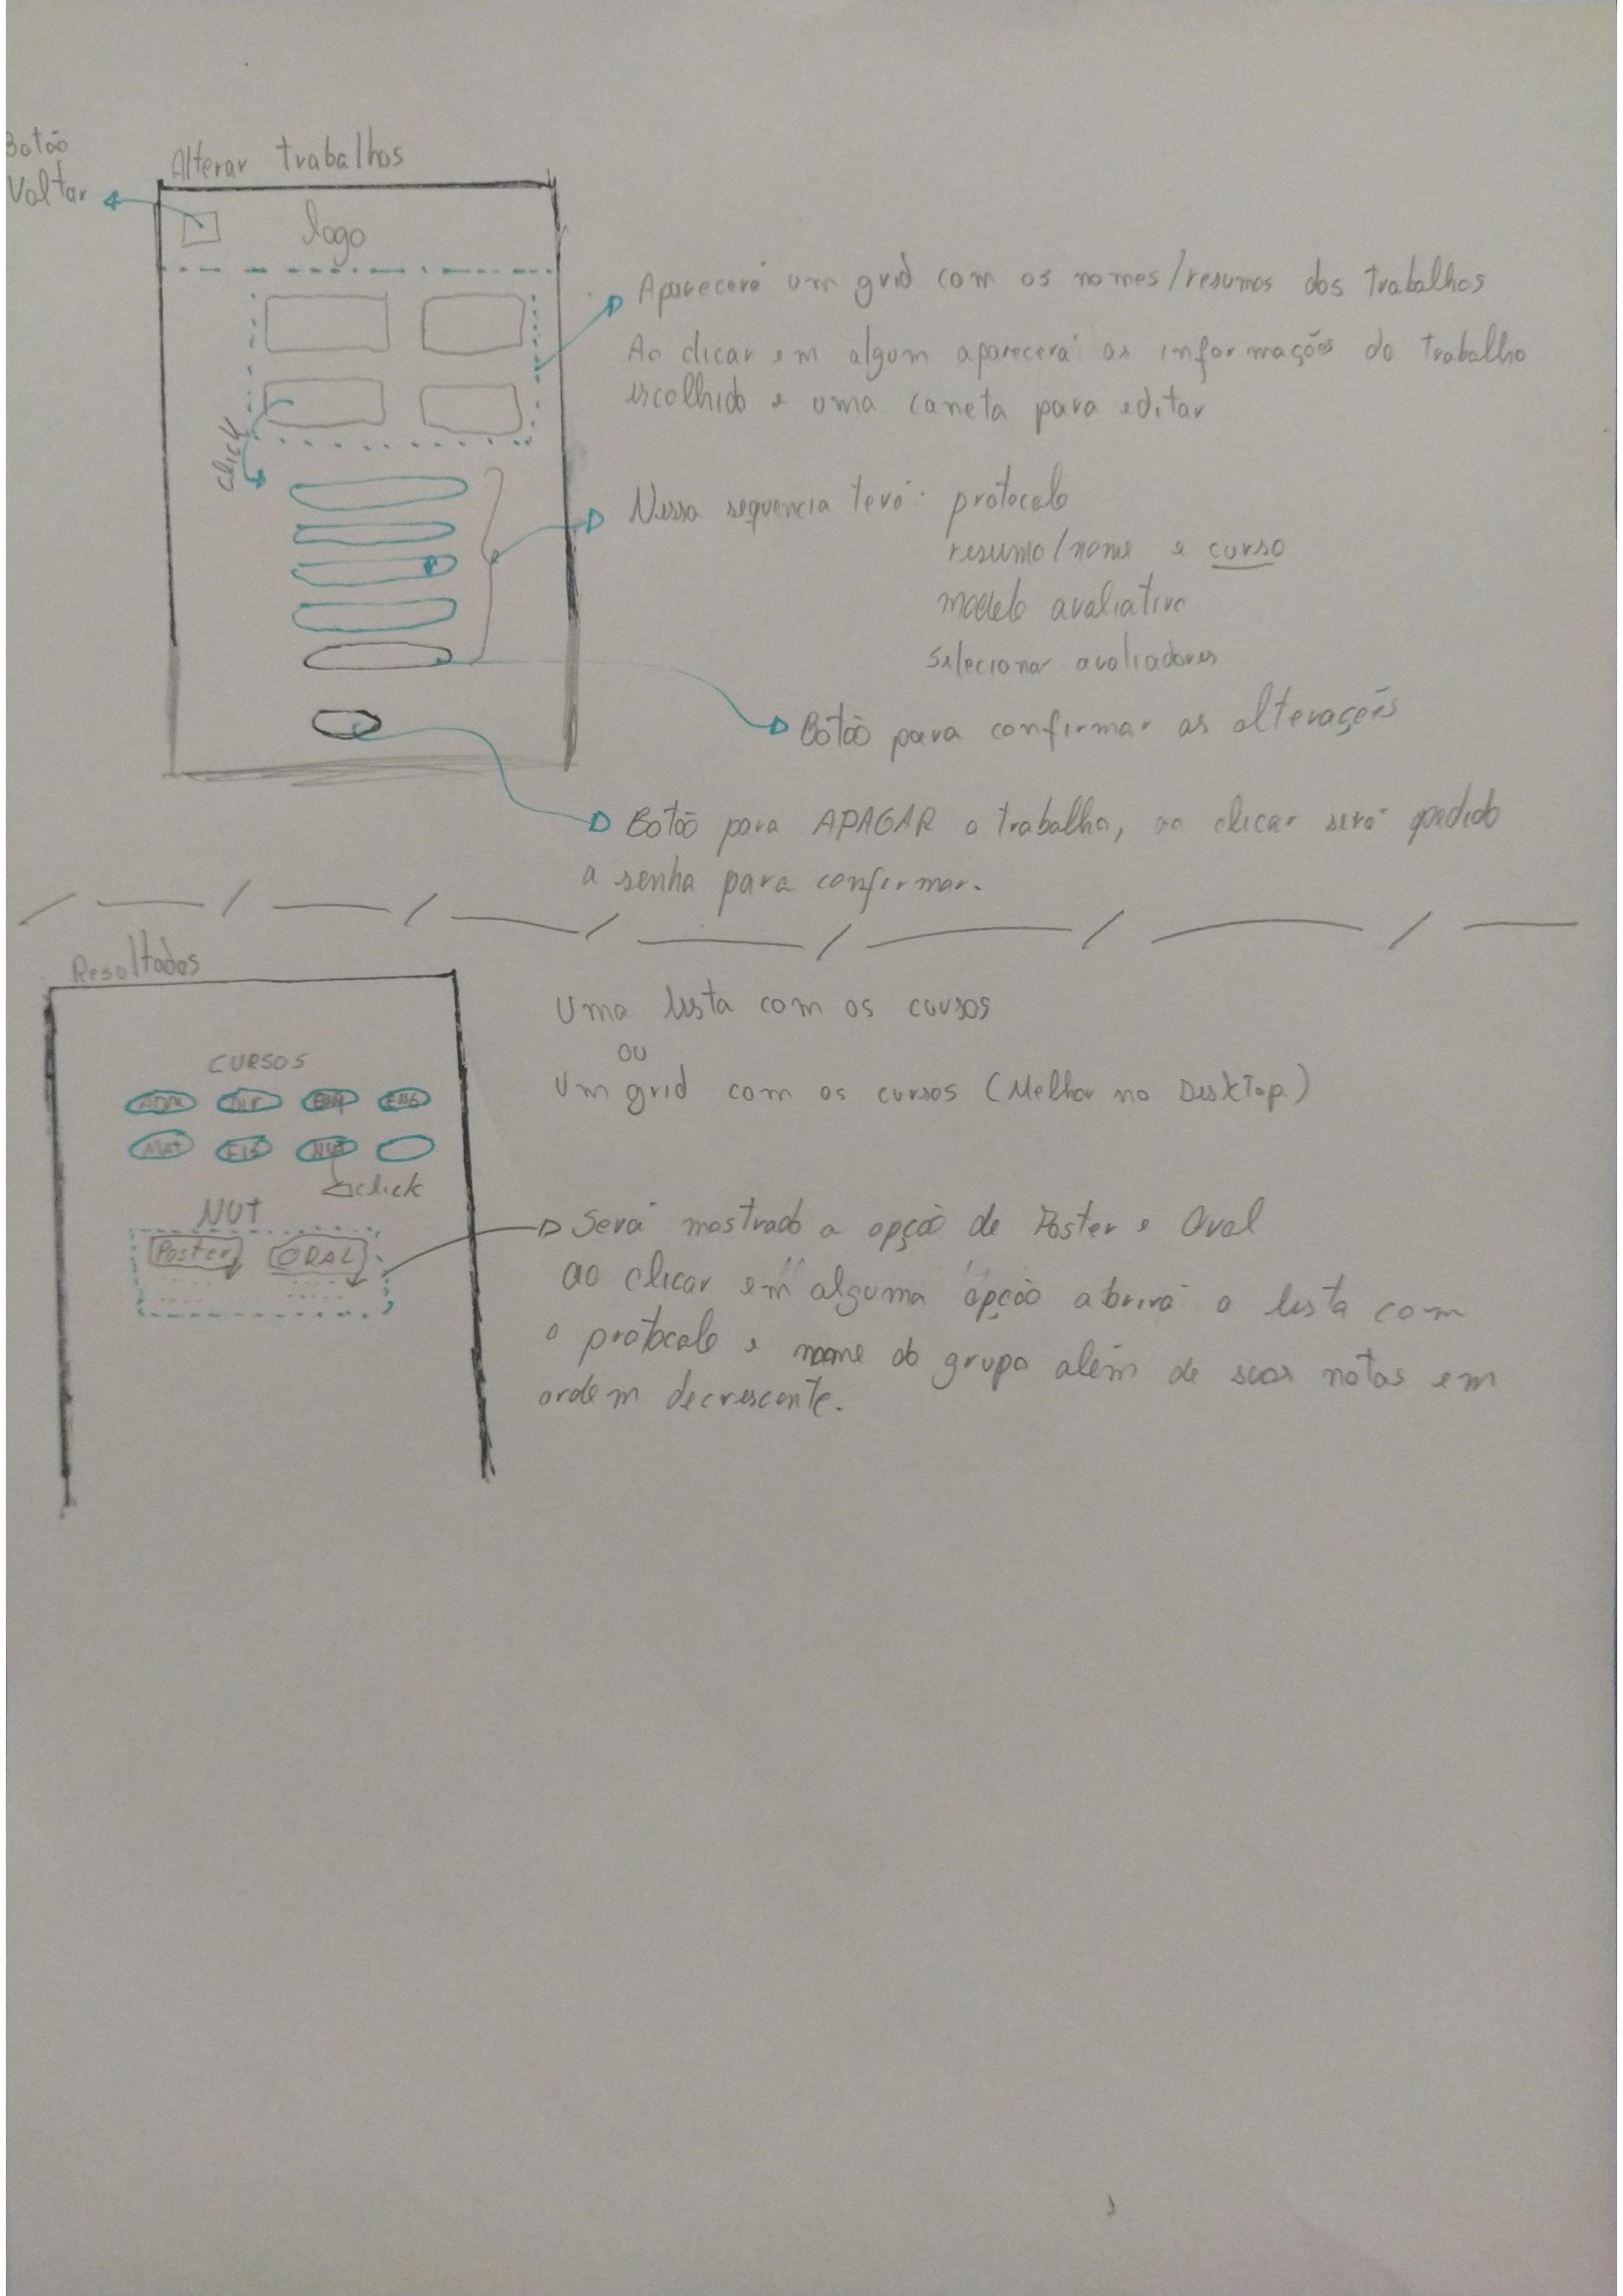 Botão
Voltar
Alterar trabalhos
logo
click
Aparecerá um grid com os nomes/resumos dos trabalhos
Ao clicar em algum aparecerá as informações do trabalho
escolhido e uma caneta para editar
Nessa sequencia terá: protocolo
resumo/nome e curso
modelo avaliativo
Selecionar avaliadores
Botão para confirmar as alterações
Botão para APAGAR o trabalho, ao clicar será pedido
a senha para confirmar.
Resultados
CURSOS
ADM DIR ENG
MAT FIS NUT
click
NUT
Poster ORAL
Uma lista com os cursos
ou
Um grid com os cursos (Melhor no Desktop)
Será mostrado a opção de Poster e Oral
ao clicar em alguma opção abrirá a lista com
o protocolo e nome do grupo além de suas notas em
ordem decrescente.